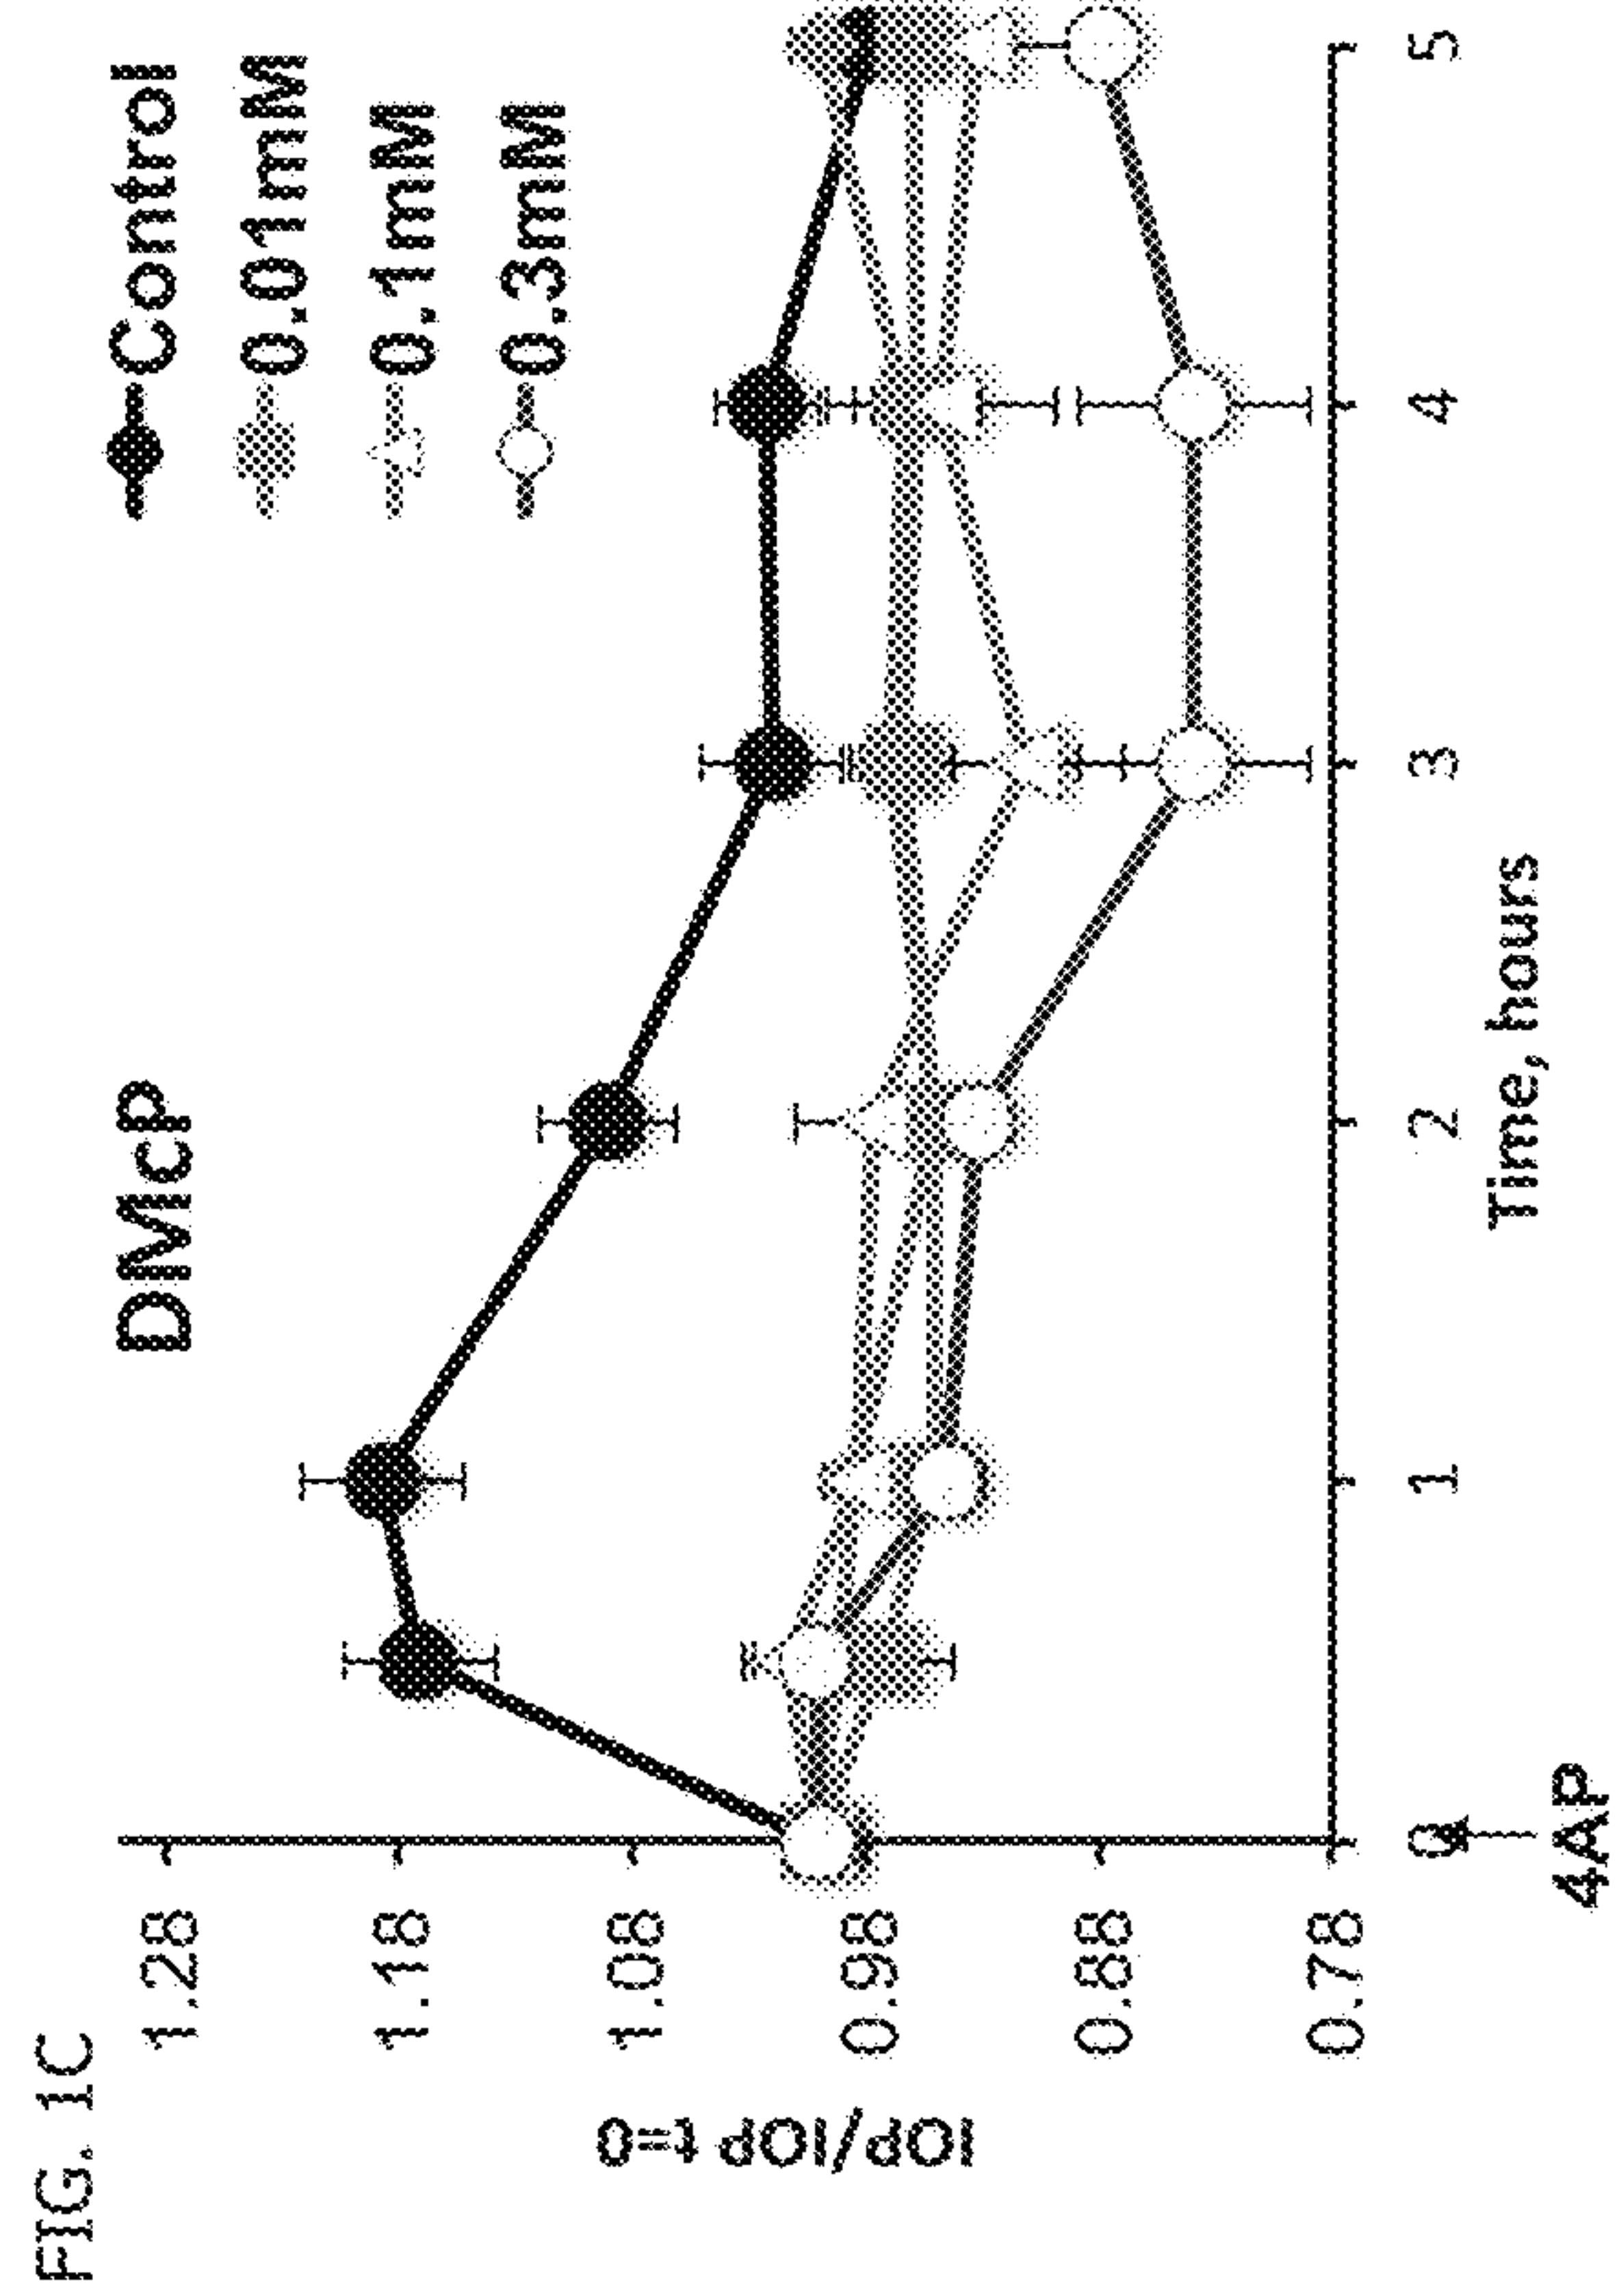 FIG. 1C
DMcP
Control
0.01mM
0.1mM
0.3mM
IOP/IOP t=0
1.28
1.18
1.08
0.98
0.88
0.78
0
1
2
3
4
5
Time, hours
4AP